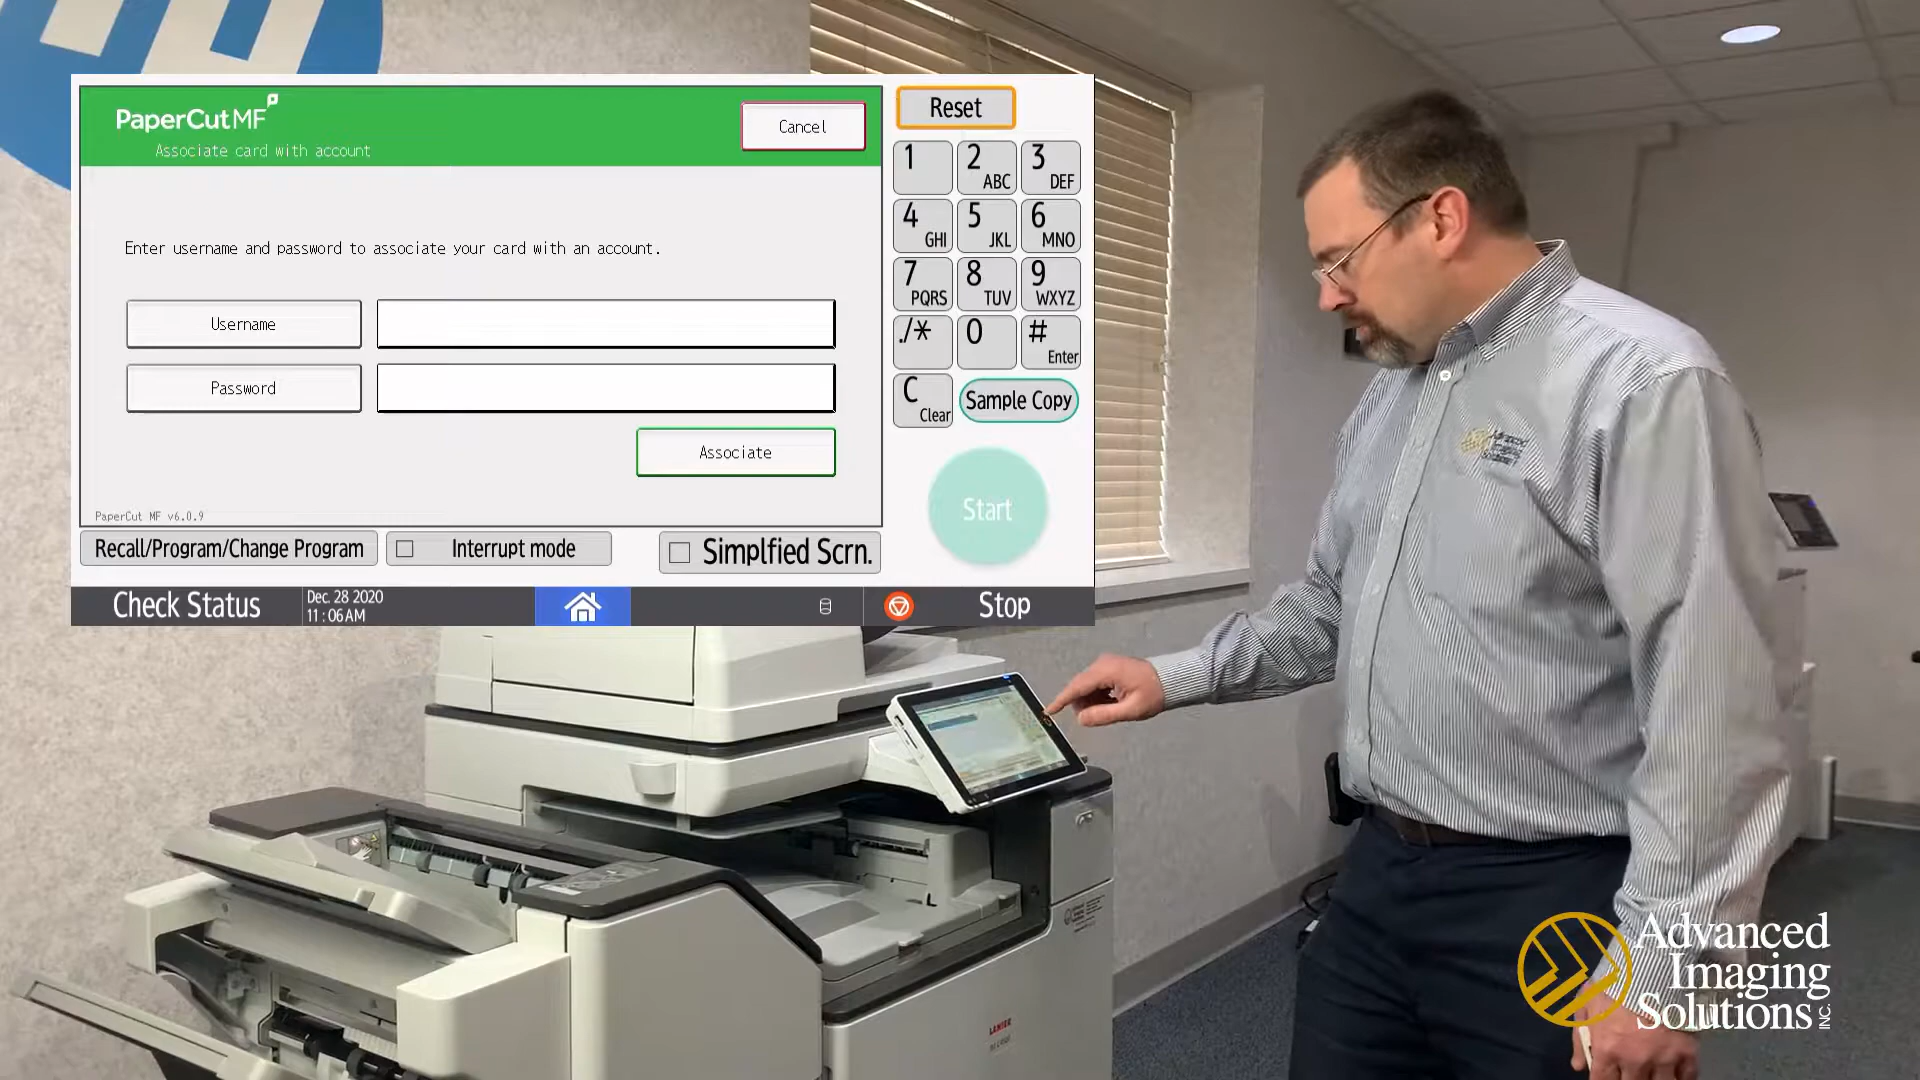 PaperCut MF
Associate card with account
Cancel
Enter username and password to associate your card with an account.
Username
Password
Associate
PaperCut MF v6.0.9
Reset
1
2 ABC
3 DEF
4 GHI
5 JKL
6 MNO
7 PQRS
8 TUV
9 WXYZ
./*
0
# Enter
C Clear
Sample Copy
Start
Recall/Program/Change Program
Interrupt mode
Simplfied Scrn.
Check Status
Dec. 28 2020
11:06AM
Stop
LANIER
Advanced
Imaging
Solutions INC.